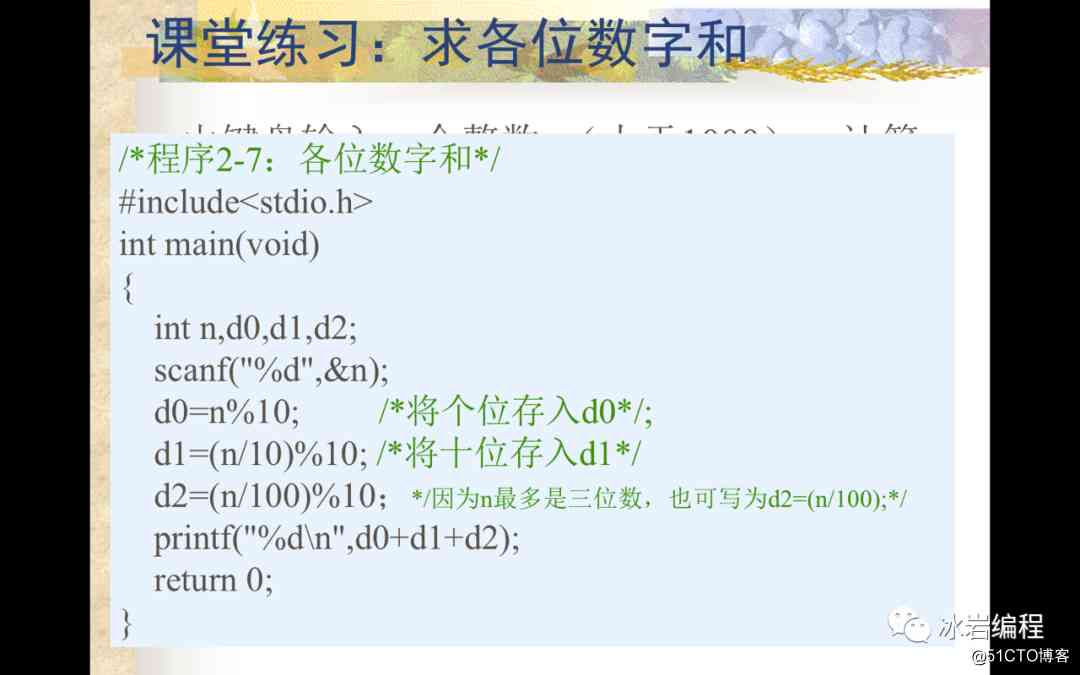 课堂练习：求各位数字和
/*程序2-7：各位数字和*/
#include<stdio.h>
int main(void)
{
int n,d0,d1,d2;
scanf("%d",&n);
d0=n%10; /*将个位存入d0*/;
d1=(n/10)%10; /*将十位存入d1*/
d2=(n/100)%10； */因为n最多是三位数，也可写为d2=(n/100);*/
printf("%d\n",d0+d1+d2);
return 0;
}
冰岩编程
@51CTO博客